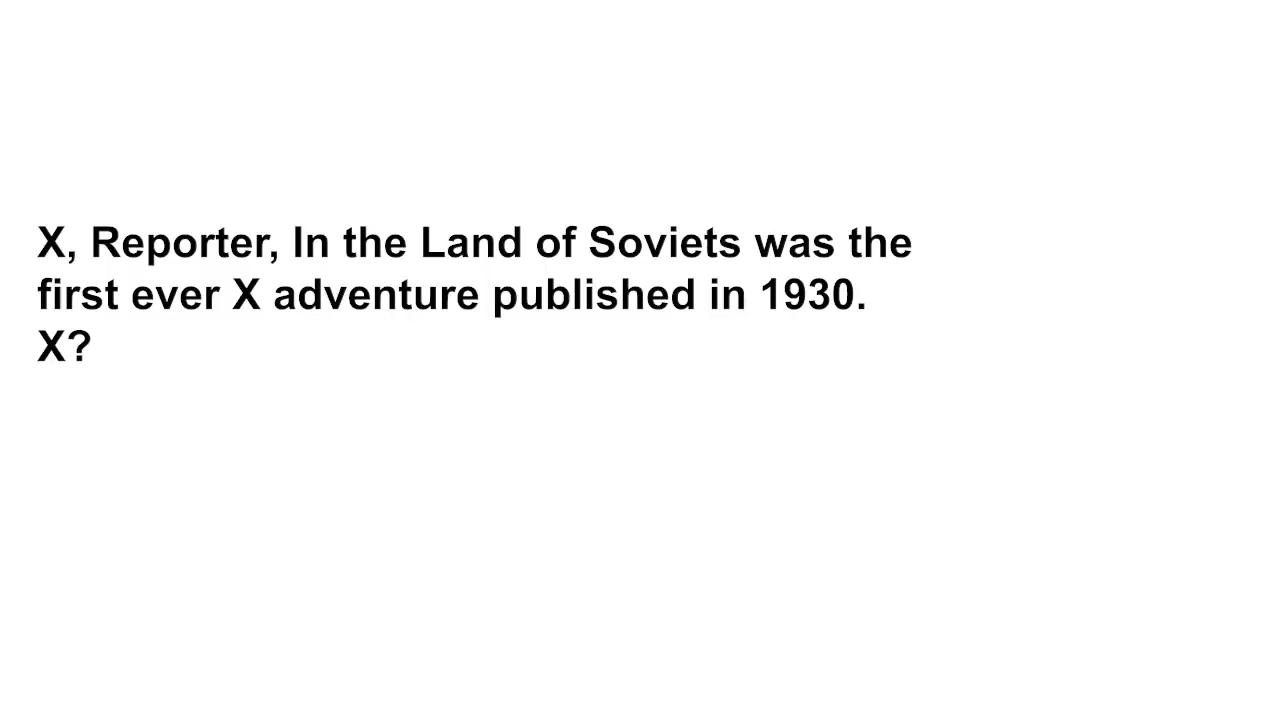 X, Reporter, In the Land of Soviets was the
first ever X adventure published in 1930.
X?